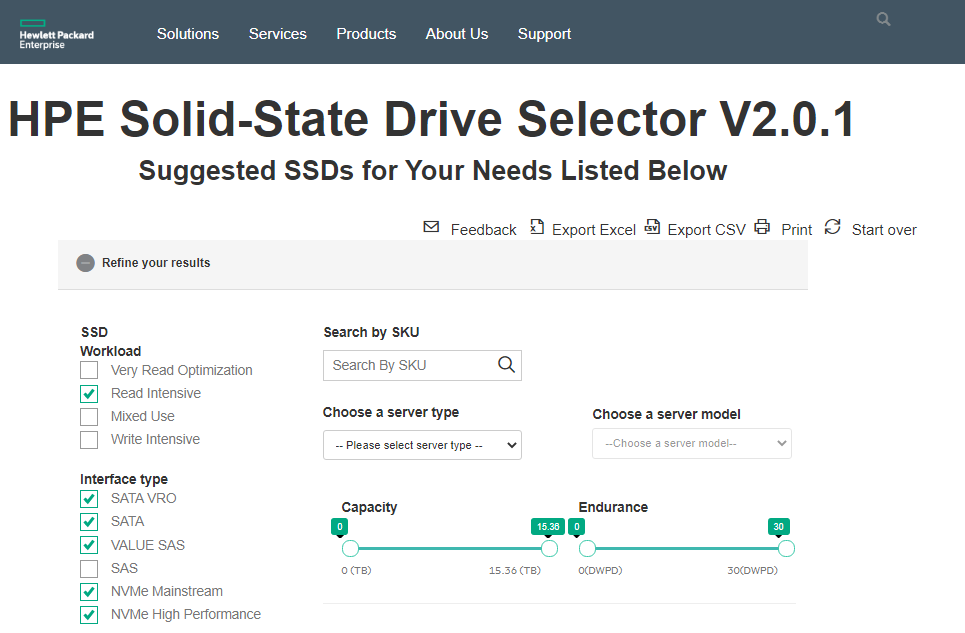 Hewlett Packard
Enterprise
Solutions Services Products About Us Support
HPE Solid-State Drive Selector V2.0.1
Suggested SSDs for Your Needs Listed Below
Feedback Export Excel CSV Export CSV Print Start over
Refine your results
SSD
Workload
Very Read Optimization
Read Intensive
Mixed Use
Write Intensive
Interface type
SATA VRO
SATA
VALUE SAS
SAS
NVMe Mainstream
NVMe High Performance
Search by SKU
Search By SKU
Choose a server type
-- Please select server type --
Choose a server model
--Choose a server model--
Capacity
0 15.36
0 (TB) 15.36 (TB)
Endurance
0 30
0(DWPD) 30(DWPD)